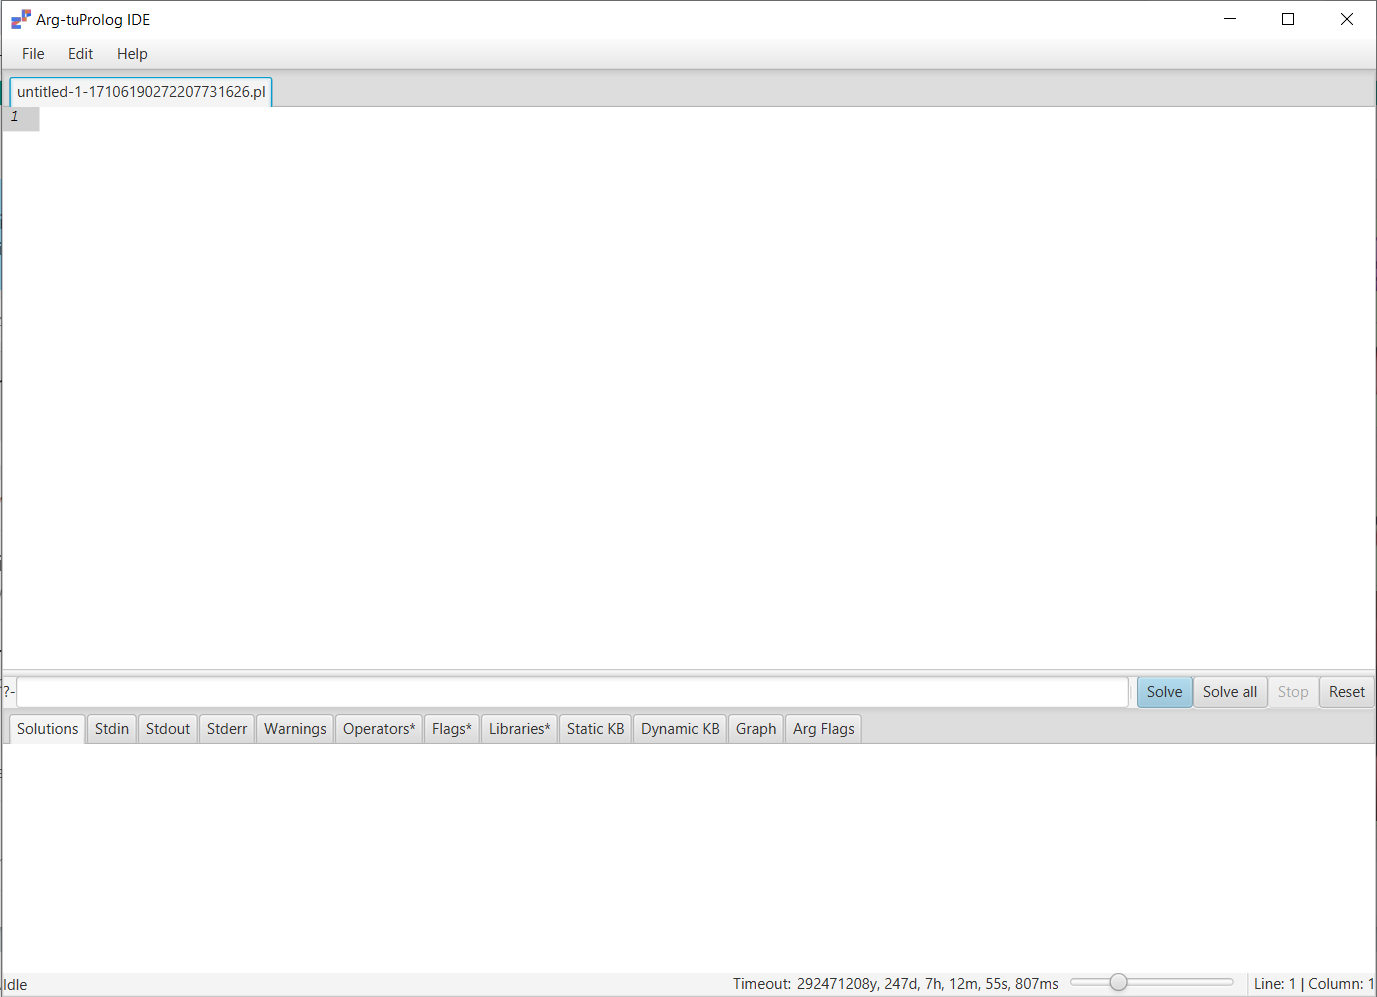 Arg-tuProlog IDE
File Edit Help
untitled-1-17106190272207731626.pl
1
?- Solve Solve all Stop Reset
Solutions Stdin Stdout Stderr Warnings Operators* Flags* Libraries* Static KB Dynamic KB Graph Arg Flags
Idle Timeout: 292471208y, 247d, 7h, 12m, 55s, 807ms Line: 1 | Column: 1